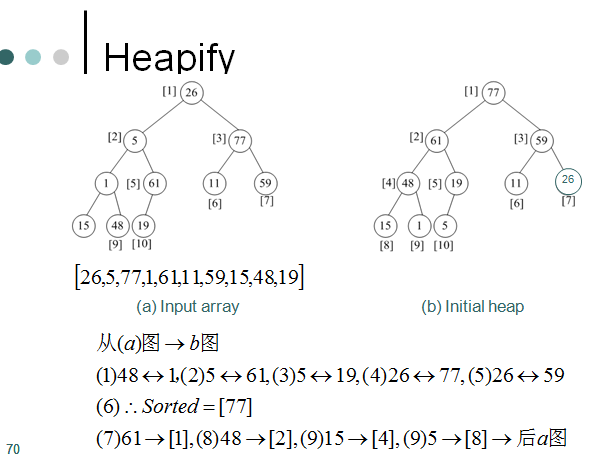 Heapify
[1] 26
[2] 5 [3] 77
1 [5] 61 11 59
[6] [7]
15 48 19
[9] [10]
[26,5,77,1,61,11,59,15,48,19]
(a) Input array
[1] 77
[2] 61 [3] 59
[4] 48 [5] 19 11 26
[6] [7]
15 1 5
[8] [9] [10]
(b) Initial heap
从(a)图→b图
(1)48↔1,(2)5↔61,(3)5↔19,(4)26↔77,(5)26↔59
(6)∴Sorted=[77]
(7)61→[1],(8)48→[2],(9)15→[4],(9)5→[8]→后a图
70